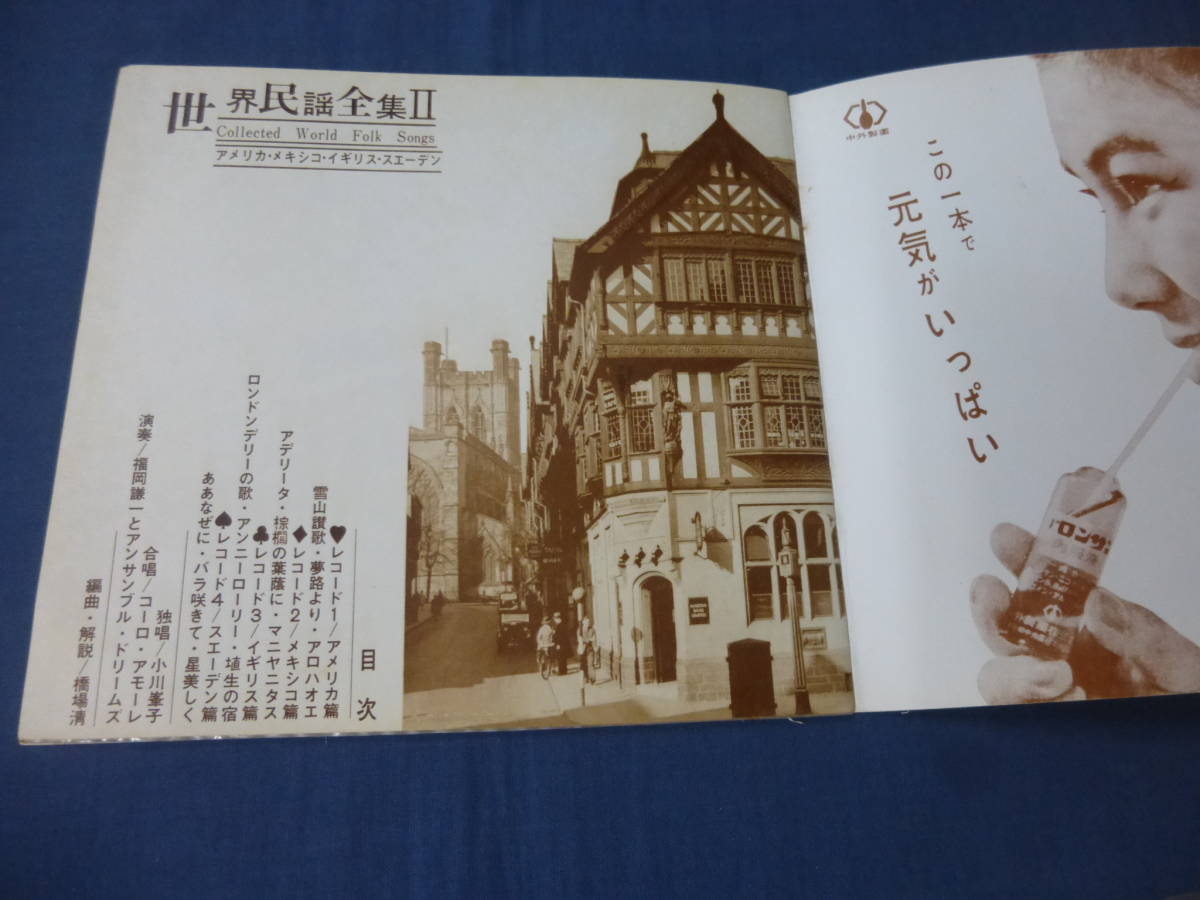 世界民謡全集II
Collected World Folk Songs
アメリカ・メキシコ・イギリス・スエーデン
目次
♥レコード1/アメリカ篇
雪山讃歌・夢路より・アロハオエ
♦レコード2/メキシコ篇
アデリータ・棕櫚の葉蔭に・マニヤニタス
♣レコード3/イギリス篇
ロンドンデリーの歌・アンニーローリー・埴生の宿
♠レコード4/スエーデン篇
ああなぜに・バラ咲きて・星美しく
独唱/小川峯子
合唱/コーロ・アモーレ
演奏/福岡謙一とアンサンブル・ドリームズ
編曲・解説/橋場清
中外製薬
この一本で
元気がいっぱい
バロンサン